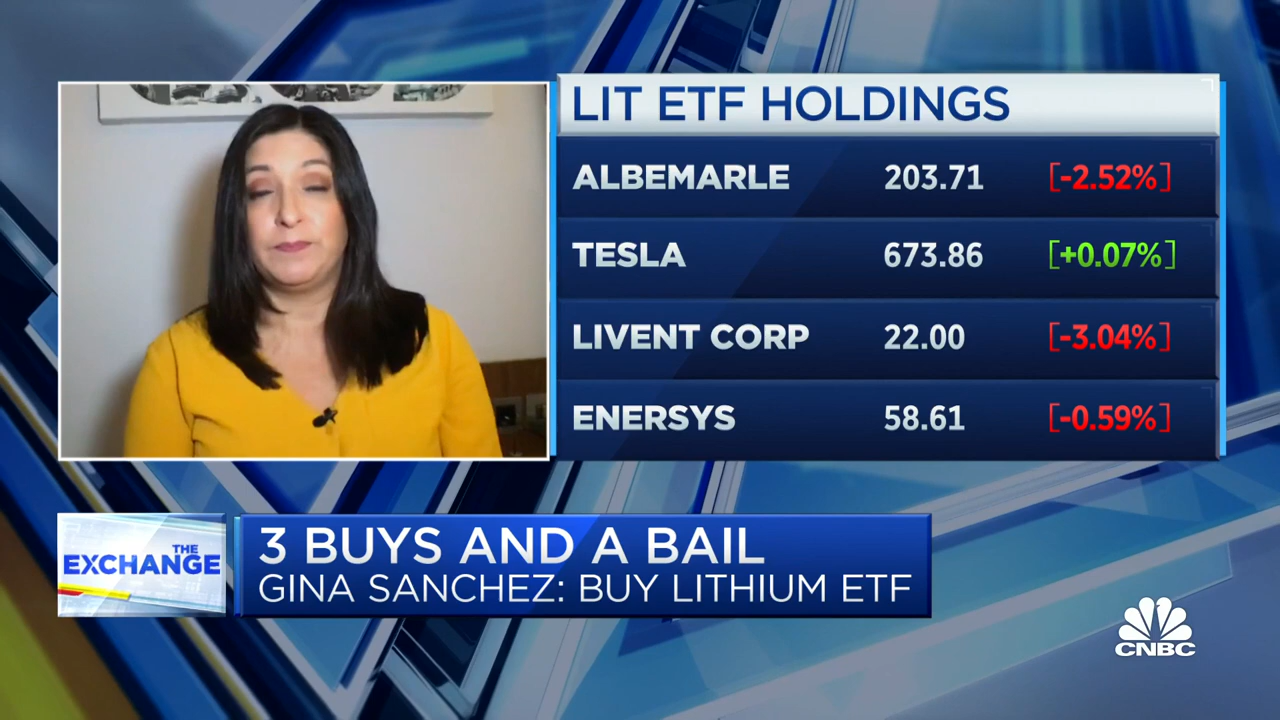 LIT ETF HOLDINGS
ALBEMARLE 203.71 [-2.52%]
TESLA 673.86 [+0.07%]
LIVENT CORP 22.00 [-3.04%]
ENERSYS 58.61 [-0.59%]
THE
EXCHANGE
3 BUYS AND A BAIL
GINA SANCHEZ: BUY LITHIUM ETF
CNBC